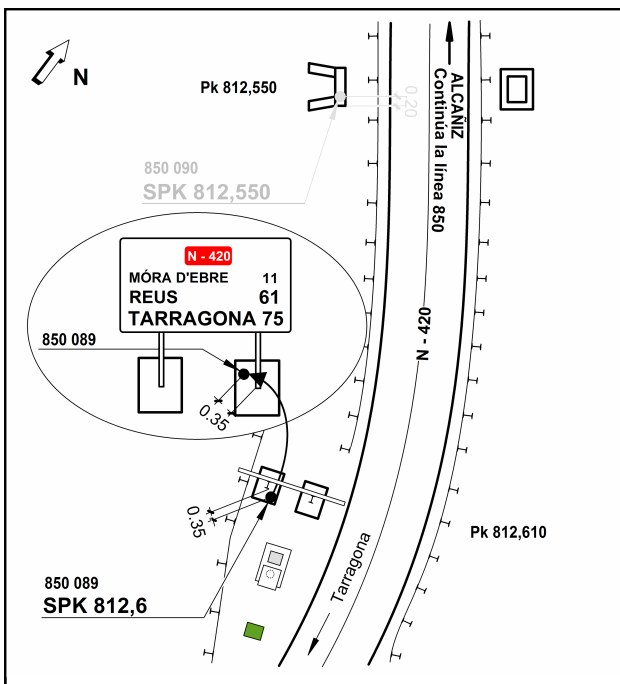 N
Pk 812,550
ALCAÑIZ
Continúa la línea 850
0.20
850 090
SPK 812,550
N - 420
MÓRA D'EBRE 11
REUS 61
TARRAGONA 75
850 089
0.35
N - 420
0.35
Pk 812,610
Tarragona
850 089
SPK 812,6